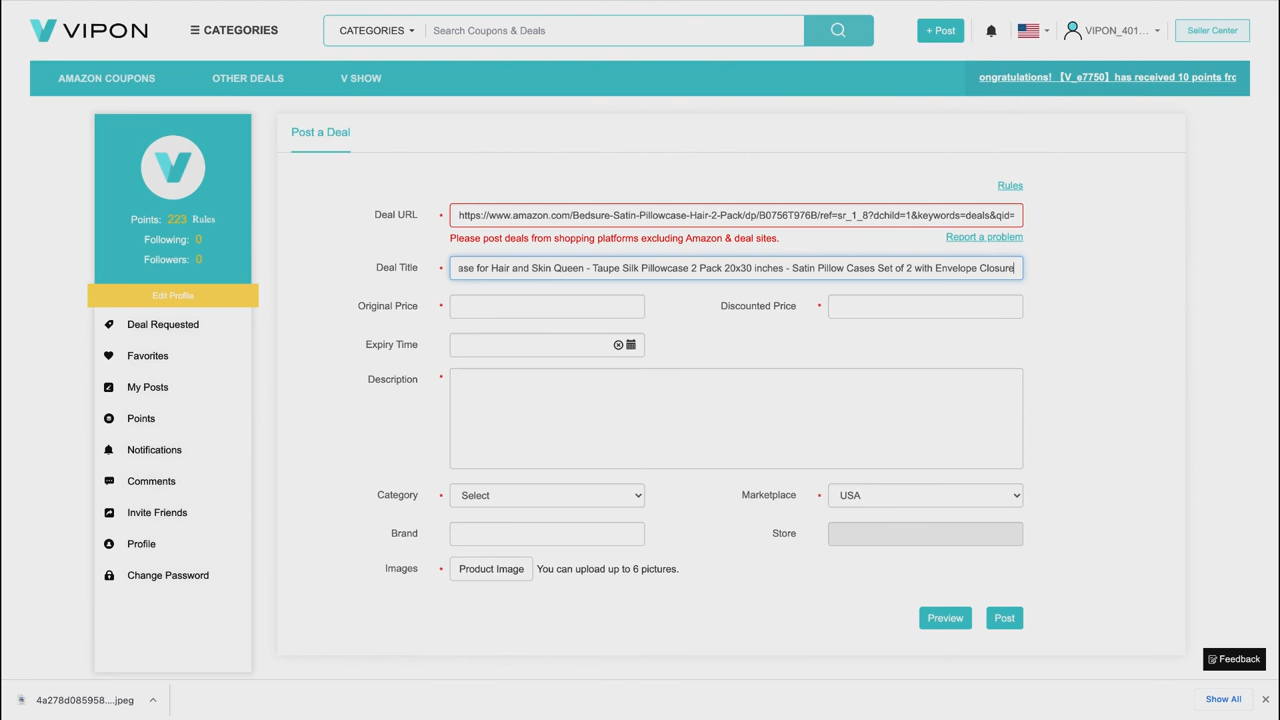 VIPON
☰ CATEGORIES
CATEGORIES
Search Coupons & Deals
+ Post
VIPON_401...
Seller Center
AMAZON COUPONS
OTHER DEALS
V SHOW
ongratulations! 【V_e7750】has received 10 points fro
Points: 223 Rules
Following: 0
Followers: 0
Edit Profile
Deal Requested
Favorites
My Posts
Points
Notifications
Comments
Invite Friends
Profile
Change Password
Post a Deal
Rules
Deal URL * https://www.amazon.com/Bedsure-Satin-Pillowcase-Hair-2-Pack/dp/B0756T976B/ref=sr_1_8?dchild=1&keywords=deals&qid=
Please post deals from shopping platforms excluding Amazon & deal sites.
Report a problem
Deal Title * ase for Hair and Skin Queen - Taupe Silk Pillowcase 2 Pack 20x30 inches - Satin Pillow Cases Set of 2 with Envelope Closure
Original Price *
Discounted Price *
Expiry Time
Description *
Category * Select
Marketplace * USA
Brand
Store
Images * Product Image You can upload up to 6 pictures.
Preview
Post
Feedback
4a278d085958....jpeg
Show All